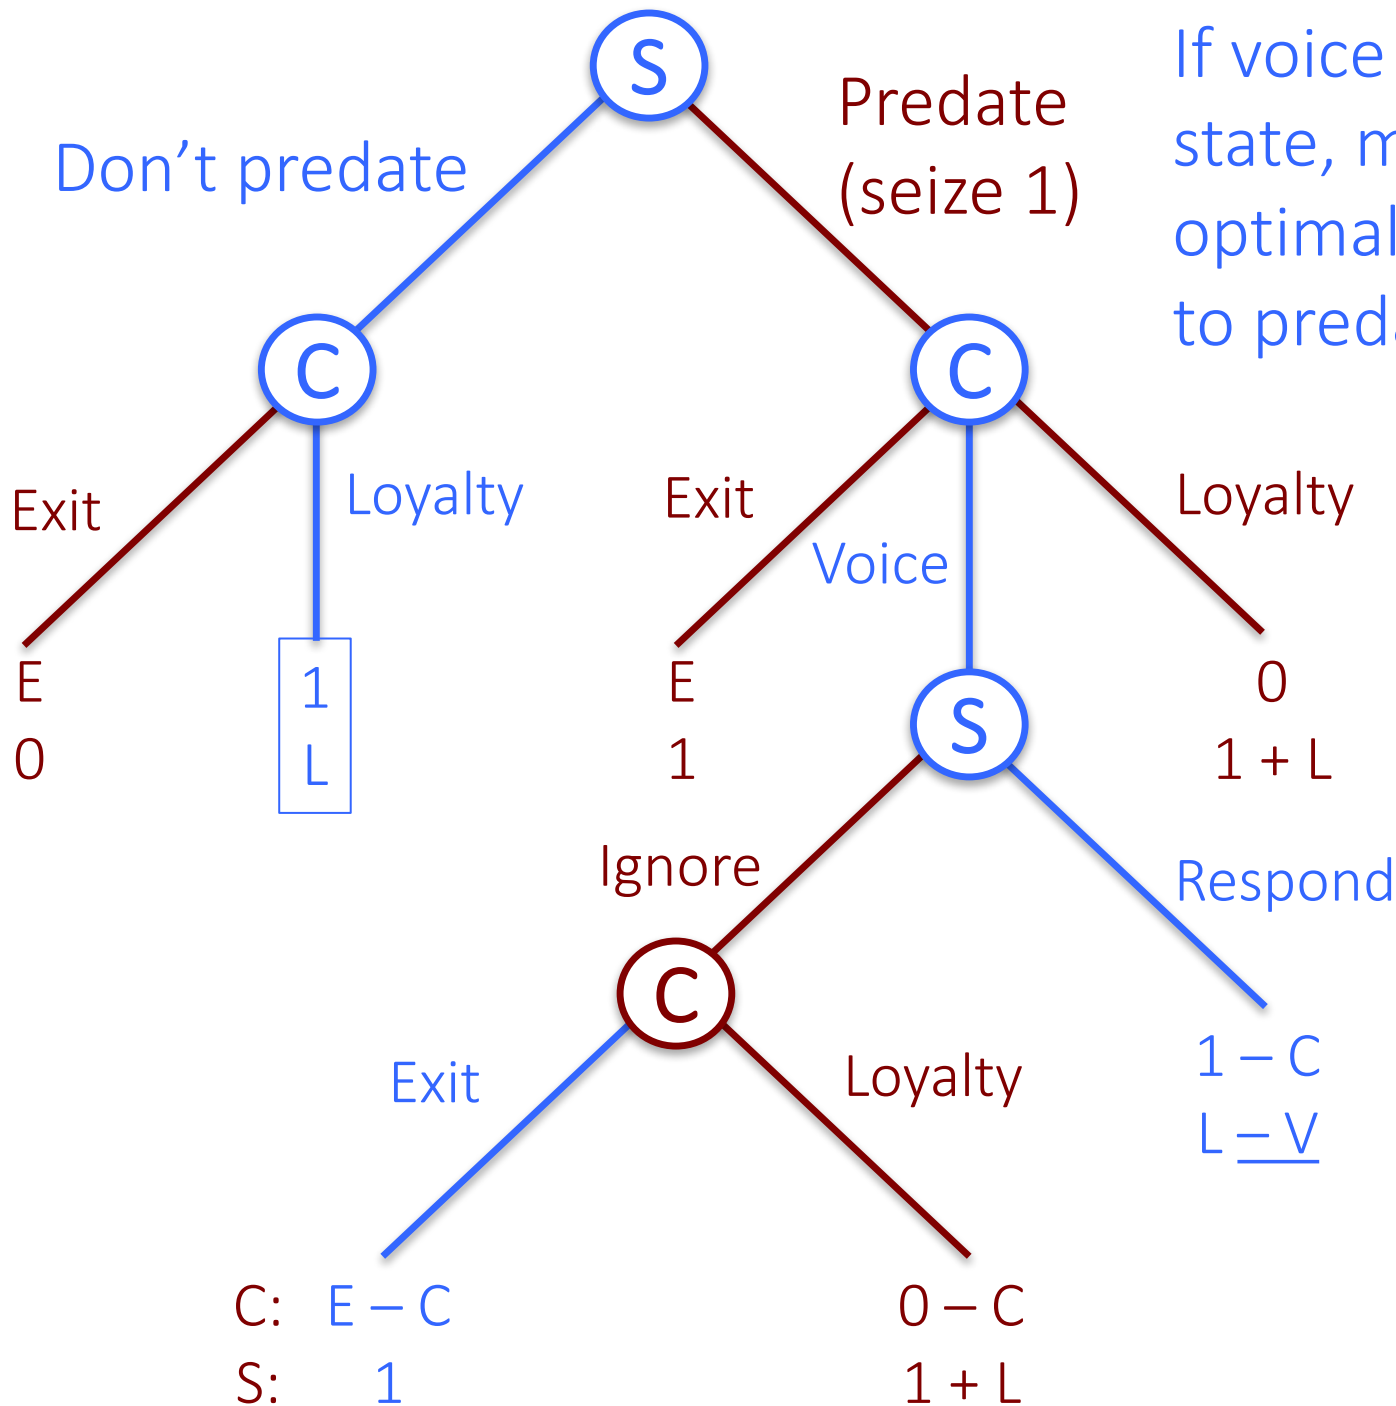 S
If voice
Predate
state, m
Don't predate
(seize 1)
optimal
to preda
C
C
Exit
Loyalty
Exit
Loyalty
Voice
E
1
E
0
0
L
1
1 + L
S
Ignore
Respond
C
1 – C
Exit
Loyalty
L – V
C: E – C
0 – C
S: 1
1 + L